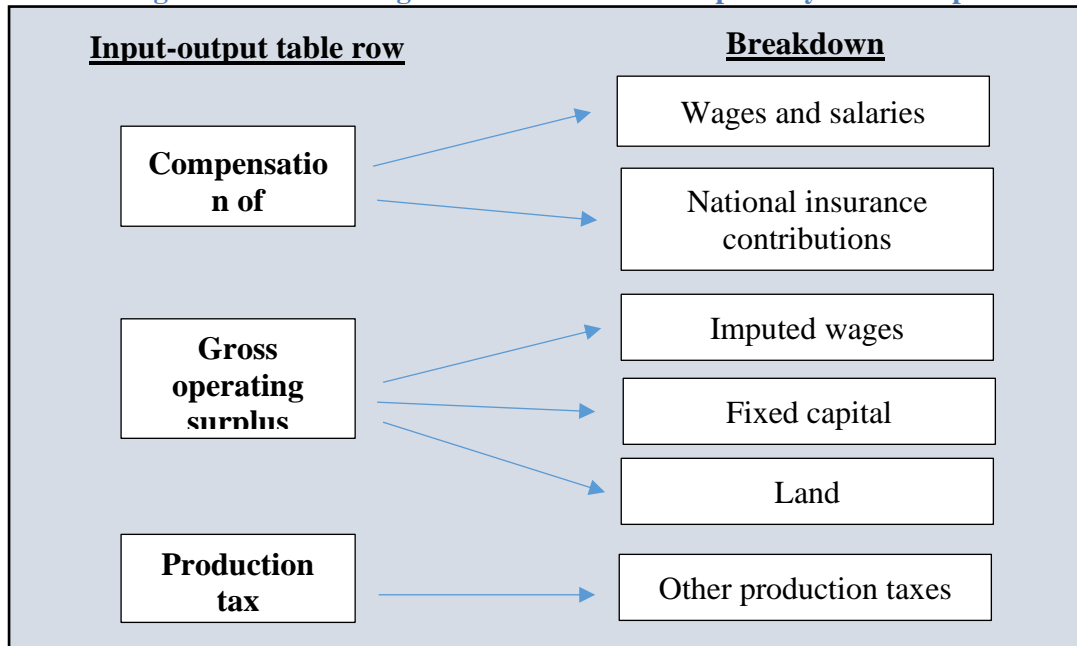 Input-output table row
Breakdown
Compensatio
n of
Wages and salaries
National insurance
contributions
Gross
operating
surplus
Imputed wages
Fixed capital
Land
Production
tax
Other production taxes